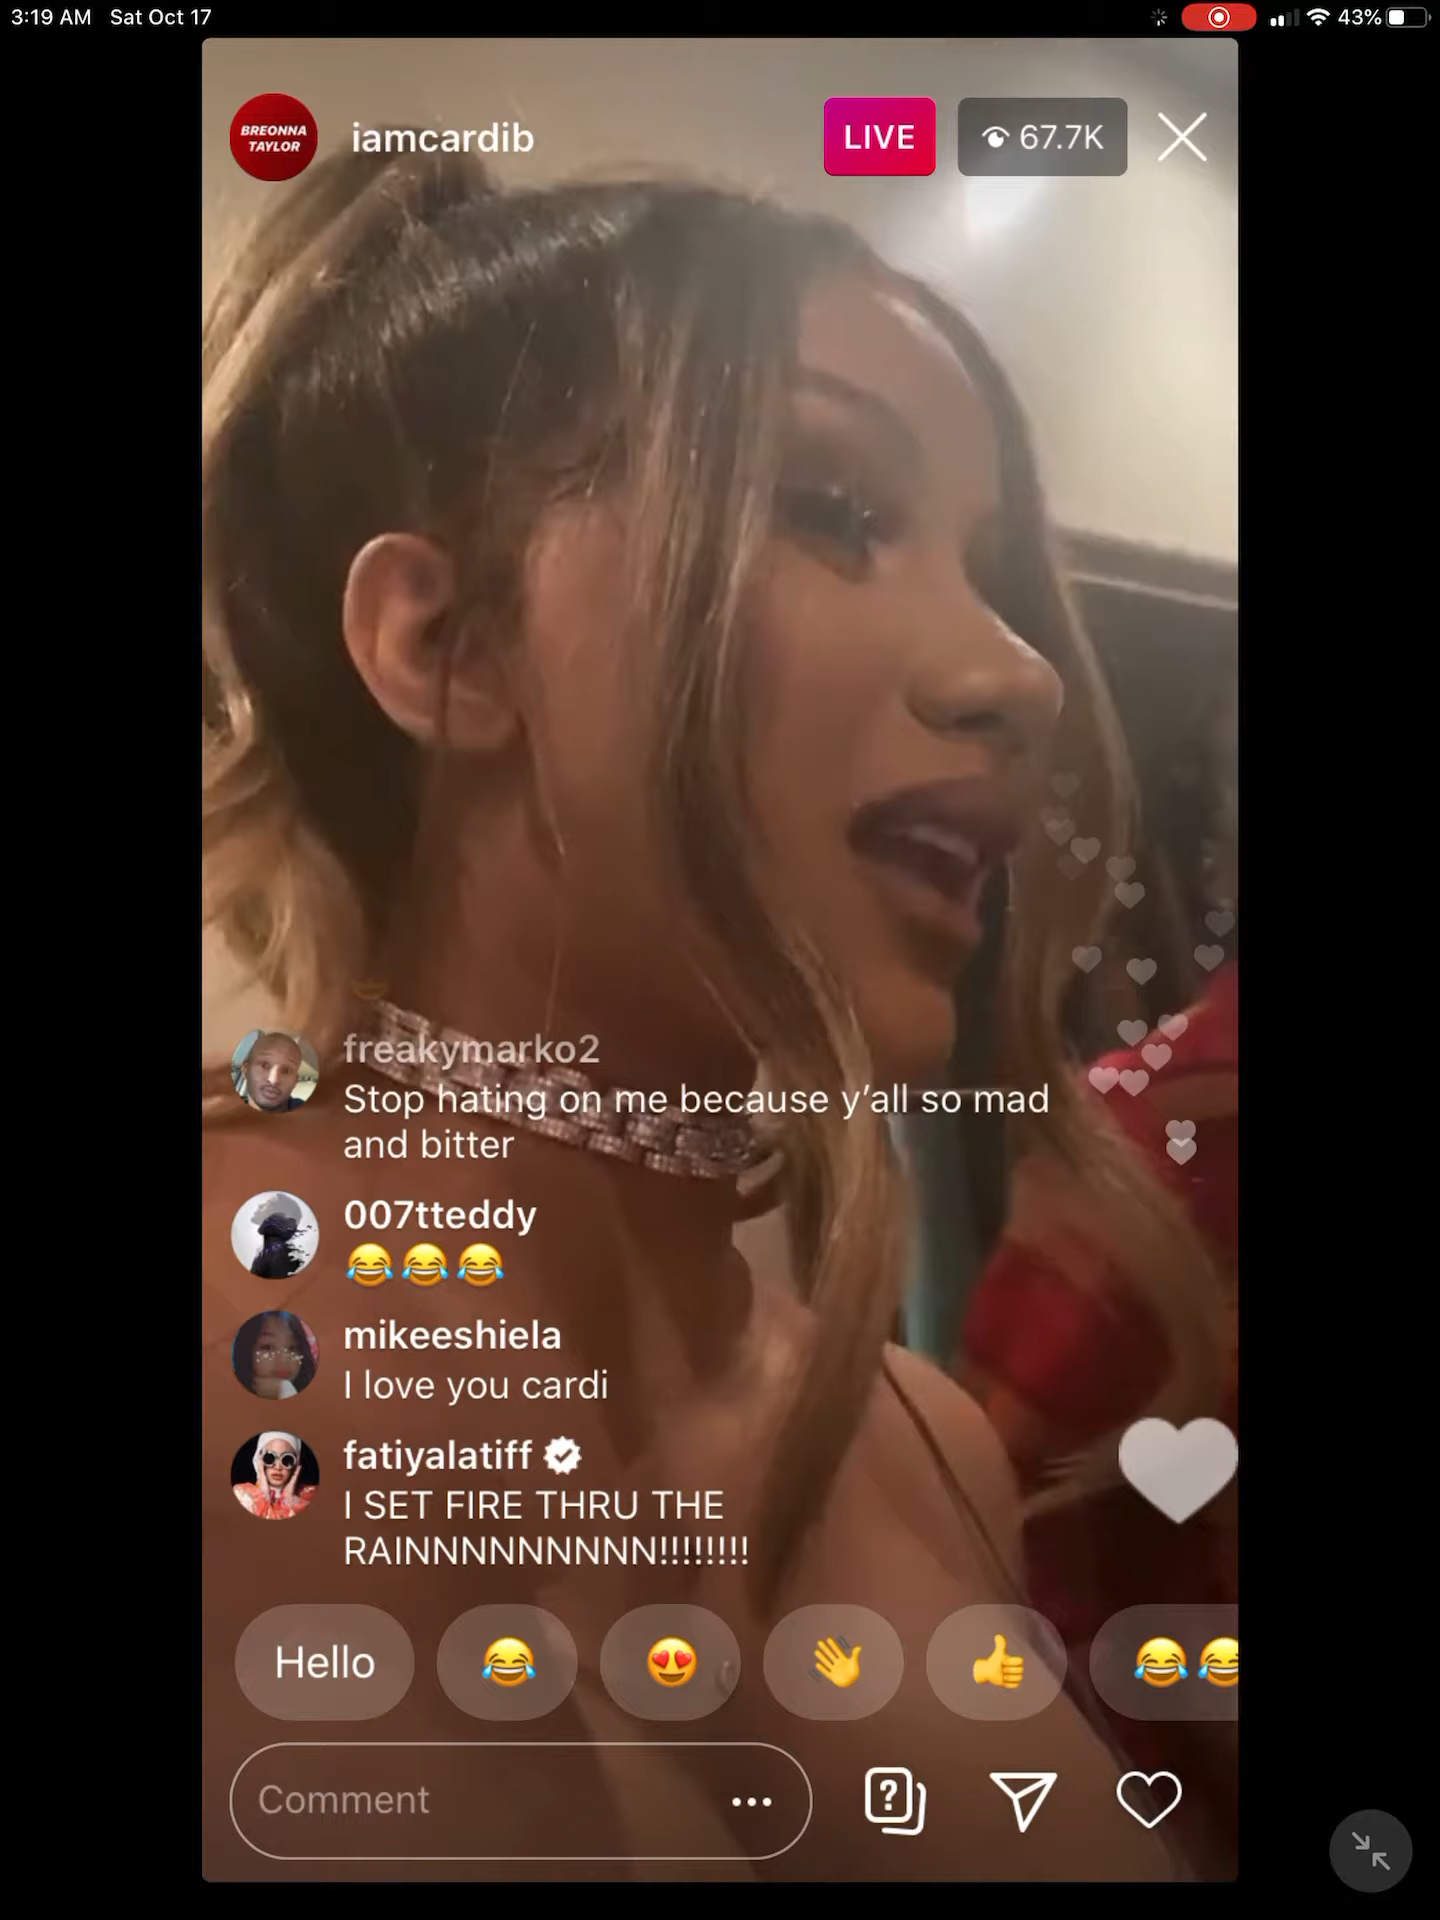 3:19 AM Sat Oct 17
43%
BREONNA
TAYLOR
iamcardib
LIVE
67.7K
freakymarko2
Stop hating on me because y’all so mad
and bitter
007tteddy
😂😂😂
mikeeshiela
I love you cardi
fatiyalatiff
I SET FIRE THRU THE
RAINNNNNNNNNN!!!!!!!!
Hello 😂 😍 👋 👍 😂😂
Comment